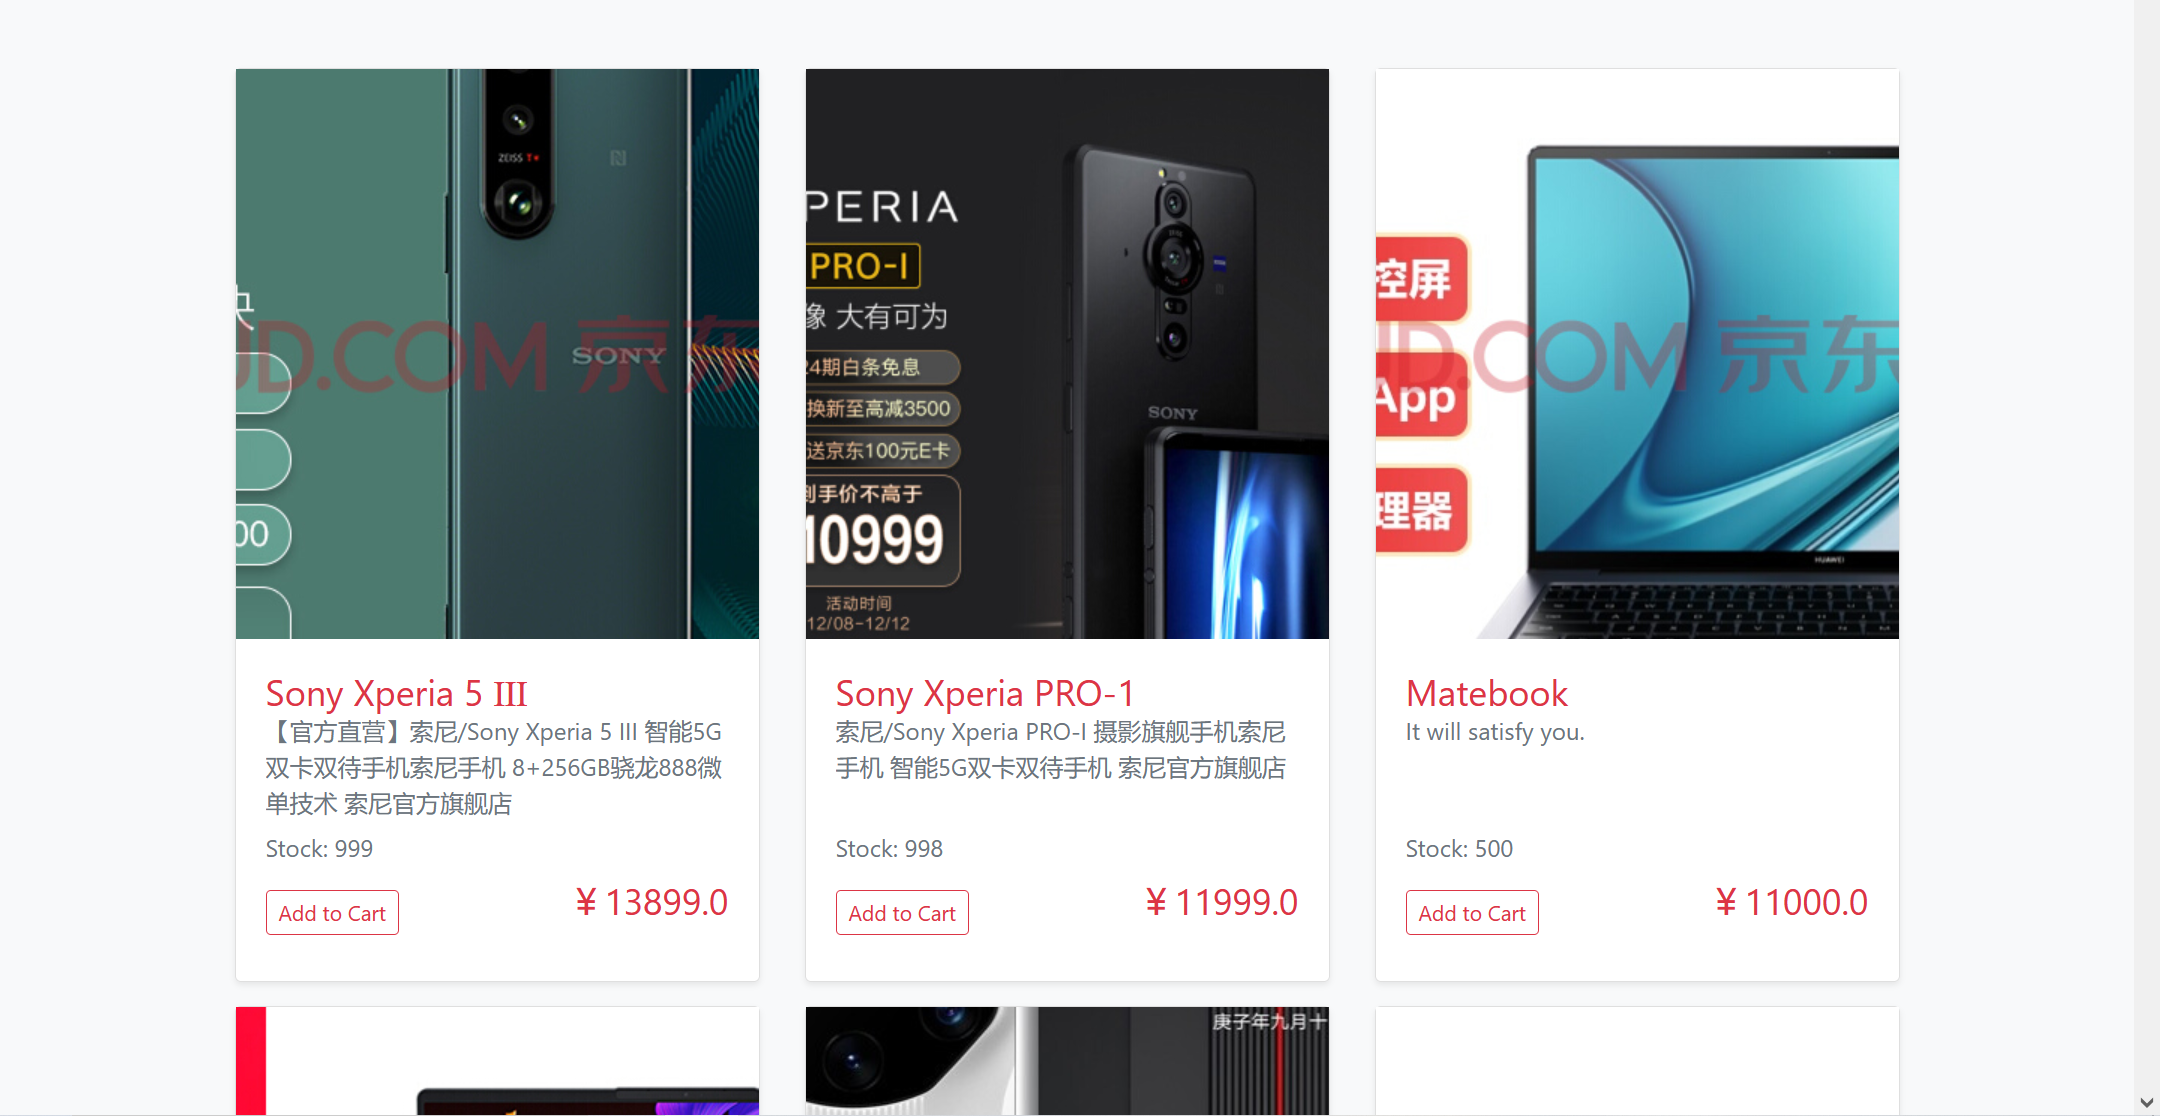 ZEISS T*
SONY
JD.COM 京东
00
PERIA
PRO-I
像 大有可为
24期白条免息
换新至高减3500
送京东100元E卡
到手价不高于
10999
活动时间
12/08-12/12
SONY
控屏
App
理器
JD.COM 京东
HUAWEI
Sony Xperia 5 III
【官方直营】索尼/Sony Xperia 5 III 智能5G
双卡双待手机索尼手机 8+256GB骁龙888微
单技术 索尼官方旗舰店
Stock: 999
Add to Cart
¥ 13899.0
Sony Xperia PRO-1
索尼/Sony Xperia PRO-I 摄影旗舰手机索尼
手机 智能5G双卡双待手机 索尼官方旗舰店
Stock: 998
Add to Cart
¥ 11999.0
Matebook
It will satisfy you.
Stock: 500
Add to Cart
¥ 11000.0
庚子年九月十